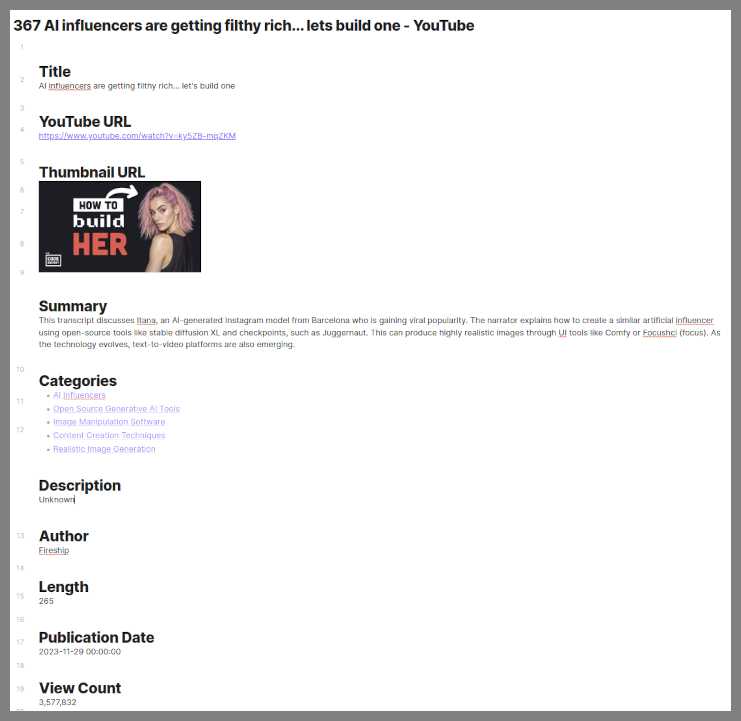 367 AI influencers are getting filthy rich... lets build one - YouTube
1
Title
2
AI influencers are getting filthy rich... let's build one
3
YouTube URL
4
https://www.youtube.com/watch?v=ky5ZB-mqZKM
5
Thumbnail URL
6
HOW TO
7
build
8
HER
THE CODE REPORT
9
Summary
This transcript discusses Itana, an AI-generated Instagram model from Barcelona who is gaining viral popularity. The narrator explains how to create a similar artificial influencer
using open-source tools like stable diffusion XL and checkpoints, such as Juggernaut. This can produce highly realistic images through UI tools like Comfy or Focushci (focus). As
the technology evolves, text-to-video platforms are also emerging.
10
Categories
AI Influencers
11
Open Source Generative AI Tools
Image Manipulation Software
12
Content Creation Techniques
Realistic Image Generation
Description
Unknown
13
Author
Fireship
14
Length
15
265
16
Publication Date
17
2023-11-29 00:00:00
18
View Count
19
3,577,832